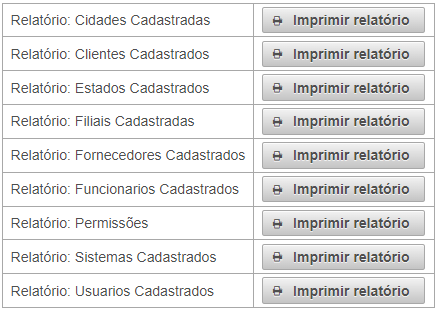 Relatório: Cidades Cadastradas Imprimir relatório
Relatório: Clientes Cadastrados Imprimir relatório
Relatório: Estados Cadastrados Imprimir relatório
Relatório: Filiais Cadastradas Imprimir relatório
Relatório: Fornecedores Cadastrados Imprimir relatório
Relatório: Funcionarios Cadastrados Imprimir relatório
Relatório: Permissões Imprimir relatório
Relatório: Sistemas Cadastrados Imprimir relatório
Relatório: Usuarios Cadastrados Imprimir relatório